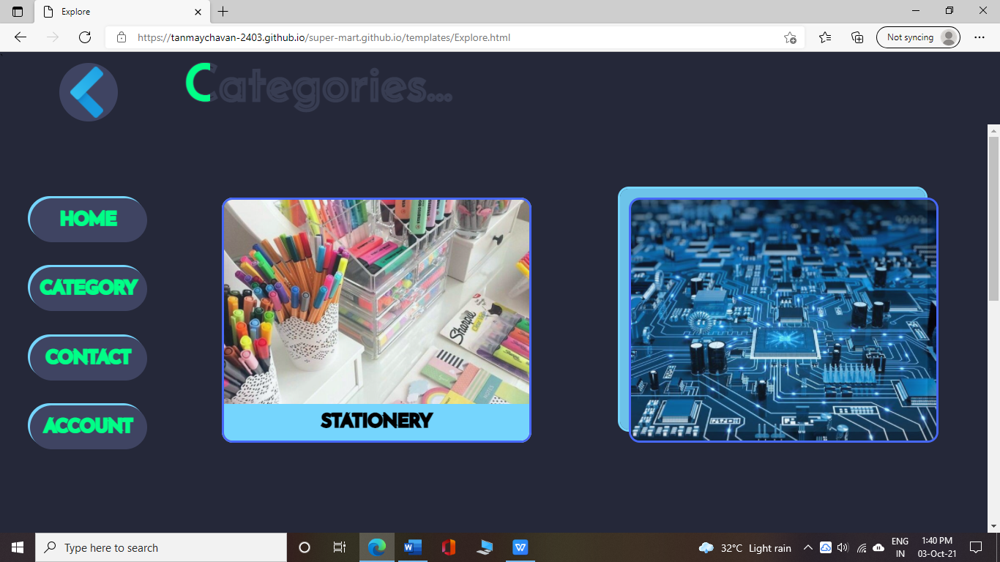 Explore
https://tanmaychavan-2403.github.io/super-mart.github.io/templates/Explore.html
Not syncing
Categories...
HOME
CATEGORY
CONTACT
ACCOUNT
Sharpie
STATIONERY
Type here to search
32°C Light rain
ENG
IN
1:40 PM
03-Oct-21